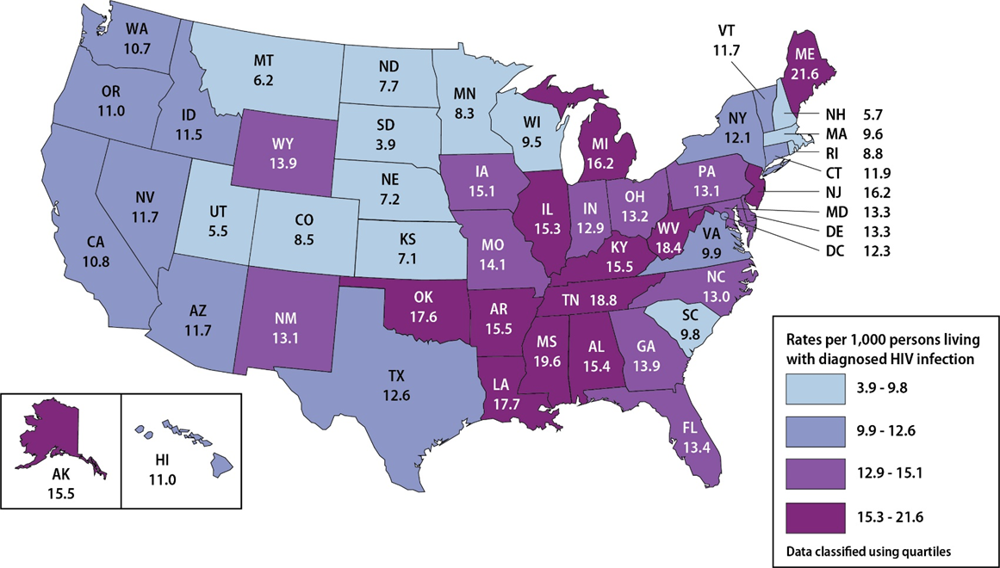 WA
10.7
MT
6.2
ND
7.7
MN
8.3
VT
11.7
ME
21.6
OR
11.0
ID
11.5
WY
13.9
SD
3.9
WI
9.5
MI
16.2
NY
12.1
NH 5.7
MA 9.6
RI 8.8
CT 11.9
NJ 16.2
MD 13.3
DE 13.3
DC 12.3
NV
11.7
UT
5.5
CO
8.5
NE
7.2
IA
15.1
IL
15.3
IN
12.9
OH
13.2
PA
13.1
CA
10.8
KS
7.1
MO
14.1
KY
15.5
WV
18.4
VA
9.9
AZ
11.7
NM
13.1
OK
17.6
AR
15.5
TN 18.8
NC
13.0
SC
9.8
TX
12.6
LA
17.7
MS
19.6
AL
15.4
GA
13.9
FL
13.4
AK
15.5
HI
11.0
Rates per 1,000 persons living
with diagnosed HIV infection
3.9 - 9.8
9.9 - 12.6
12.9 - 15.1
15.3 - 21.6
Data classified using quartiles